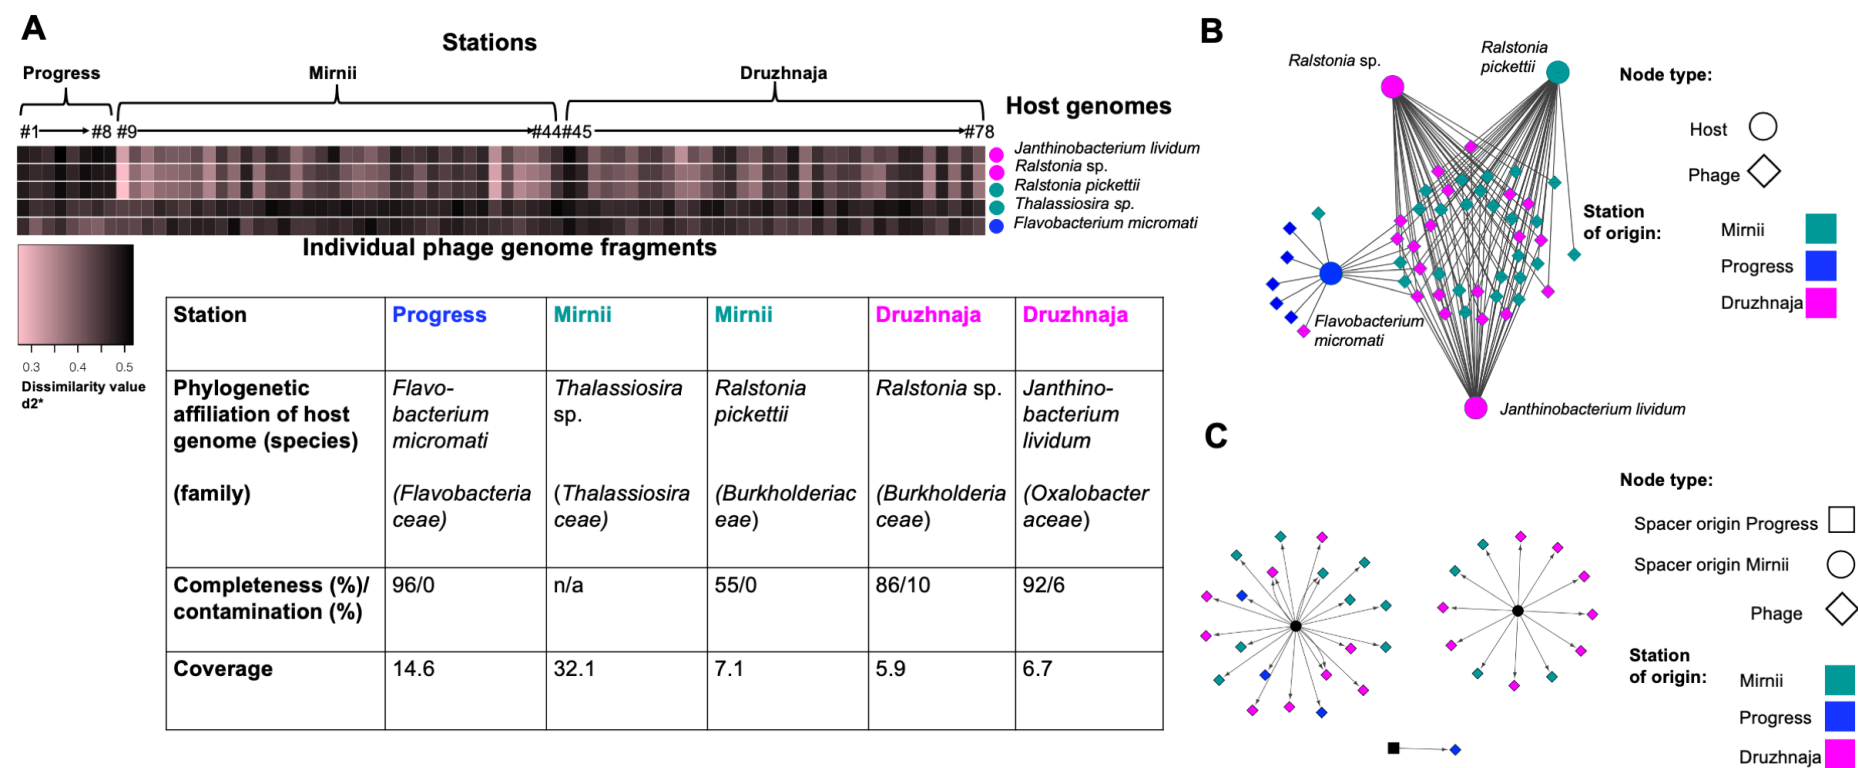 A
Stations
Progress
Mirnii
Druzhnaja
#1
#8
#9
#44
#45
#78
Host genomes
Janthinobacterium lividum
Ralstonia sp.
Ralstonia pickettii
Thalassiosira sp.
Flavobacterium micromati
Individual phage genome fragments
0.3
0.4
0.5
Dissimilarity value
d2*
Station
Progress
Mirnii
Mirnii
Druzhnaja
Druzhnaja
Phylogenetic
affiliation of host
genome (species)
(family)
Flavo-
bacterium
micromati
(Flavobacteria
ceae)
Thalassiosira
sp.
(Thalassiosira
ceae)
Ralstonia
pickettii
(Burkholderiac
eae)
Ralstonia sp.
(Burkholderia
ceae)
Janthino-
bacterium
lividum
(Oxalobacter
aceae)
Completeness (%)/
contamination (%)
96/0
n/a
55/0
86/10
92/6
Coverage
14.6
32.1
7.1
5.9
6.7
B
Ralstonia sp.
Ralstonia
pickettii
Flavobacterium
micromati
Janthinobacterium lividum
Node type:
Host
Phage
Station
of origin:
Mirnii
Progress
Druzhnaja
C
Node type:
Spacer origin Progress
Spacer origin Mirnii
Phage
Station
of origin:
Mirnii
Progress
Druzhnaja